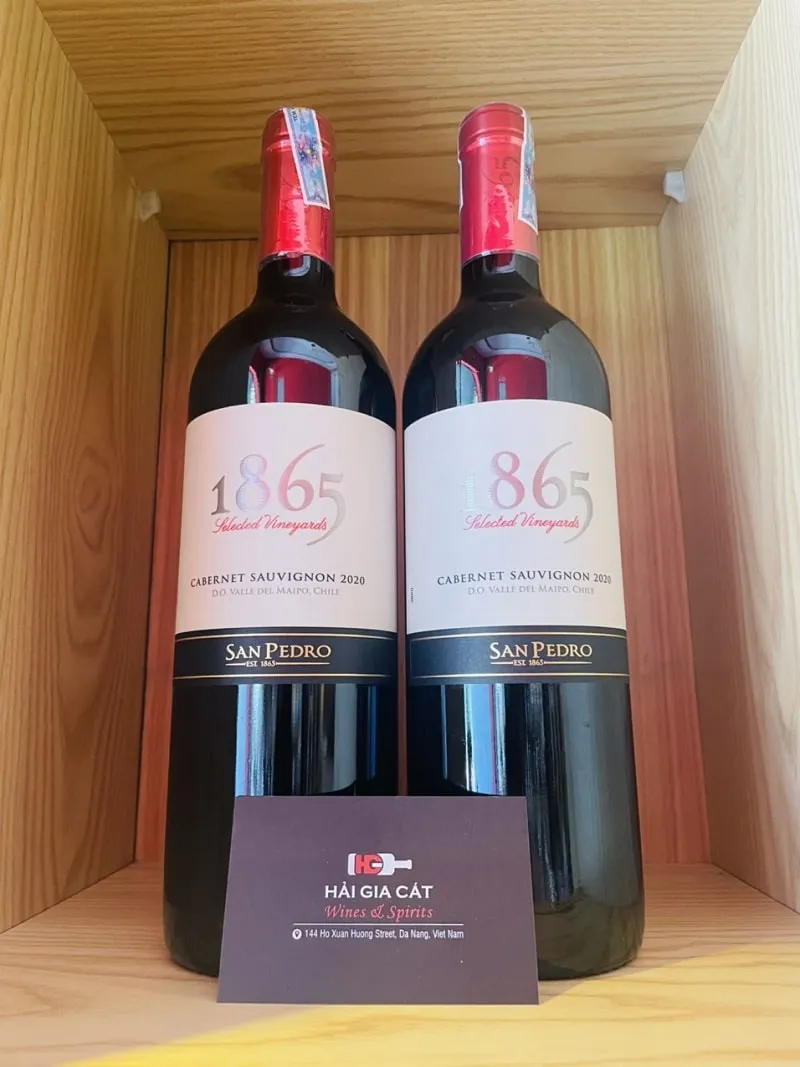 1865
Selected Vineyards
CABERNET SAUVIGNON 2020
D.O. VALLE DEL MAIPO, CHILE
SAN PEDRO
EST. 1865
65
1865
Selected Vineyards
CABERNET SAUVIGNON 2020
D.O. VALLE DEL MAIPO, CHILE
SAN PEDRO
EST. 1865
HG
HẢI GIA CÁT
Wines & Spirits
144 Ho Xuan Huong Street, Da Nang, Viet Nam